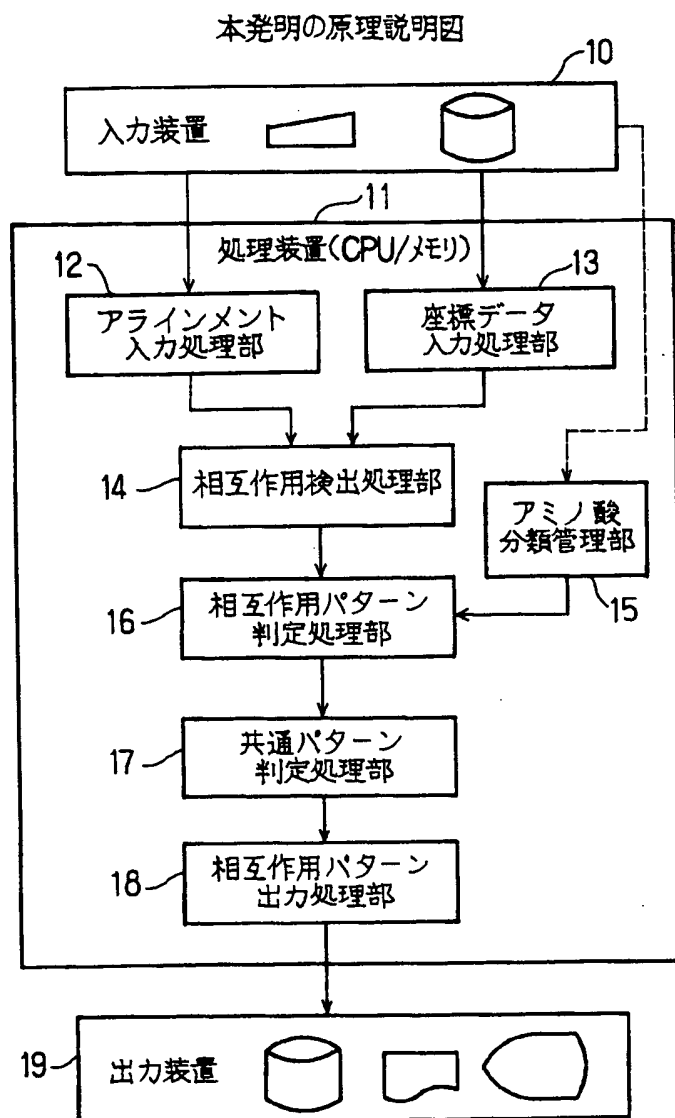 本発明の原理説明図
10
入力装置
11
処理装置(CPU/メモリ)
12
アラインメント
入力処理部
13
座標データ
入力処理部
14
相互作用検出処理部
アミノ酸
分類管理部
15
16
相互作用パターン
判定処理部
17
共通パターン
判定処理部
18
相互作用パターン
出力処理部
19
出力装置